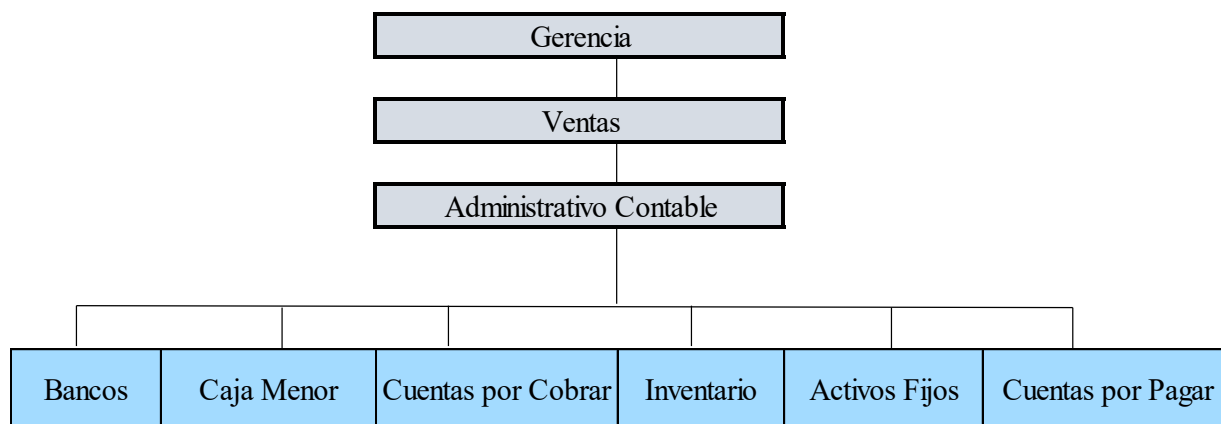 Gerencia
Ventas
Administrativo Contable
Bancos
Caja Menor
Cuentas por Cobrar
Inventario
Activos Fijos
Cuentas por Pagar